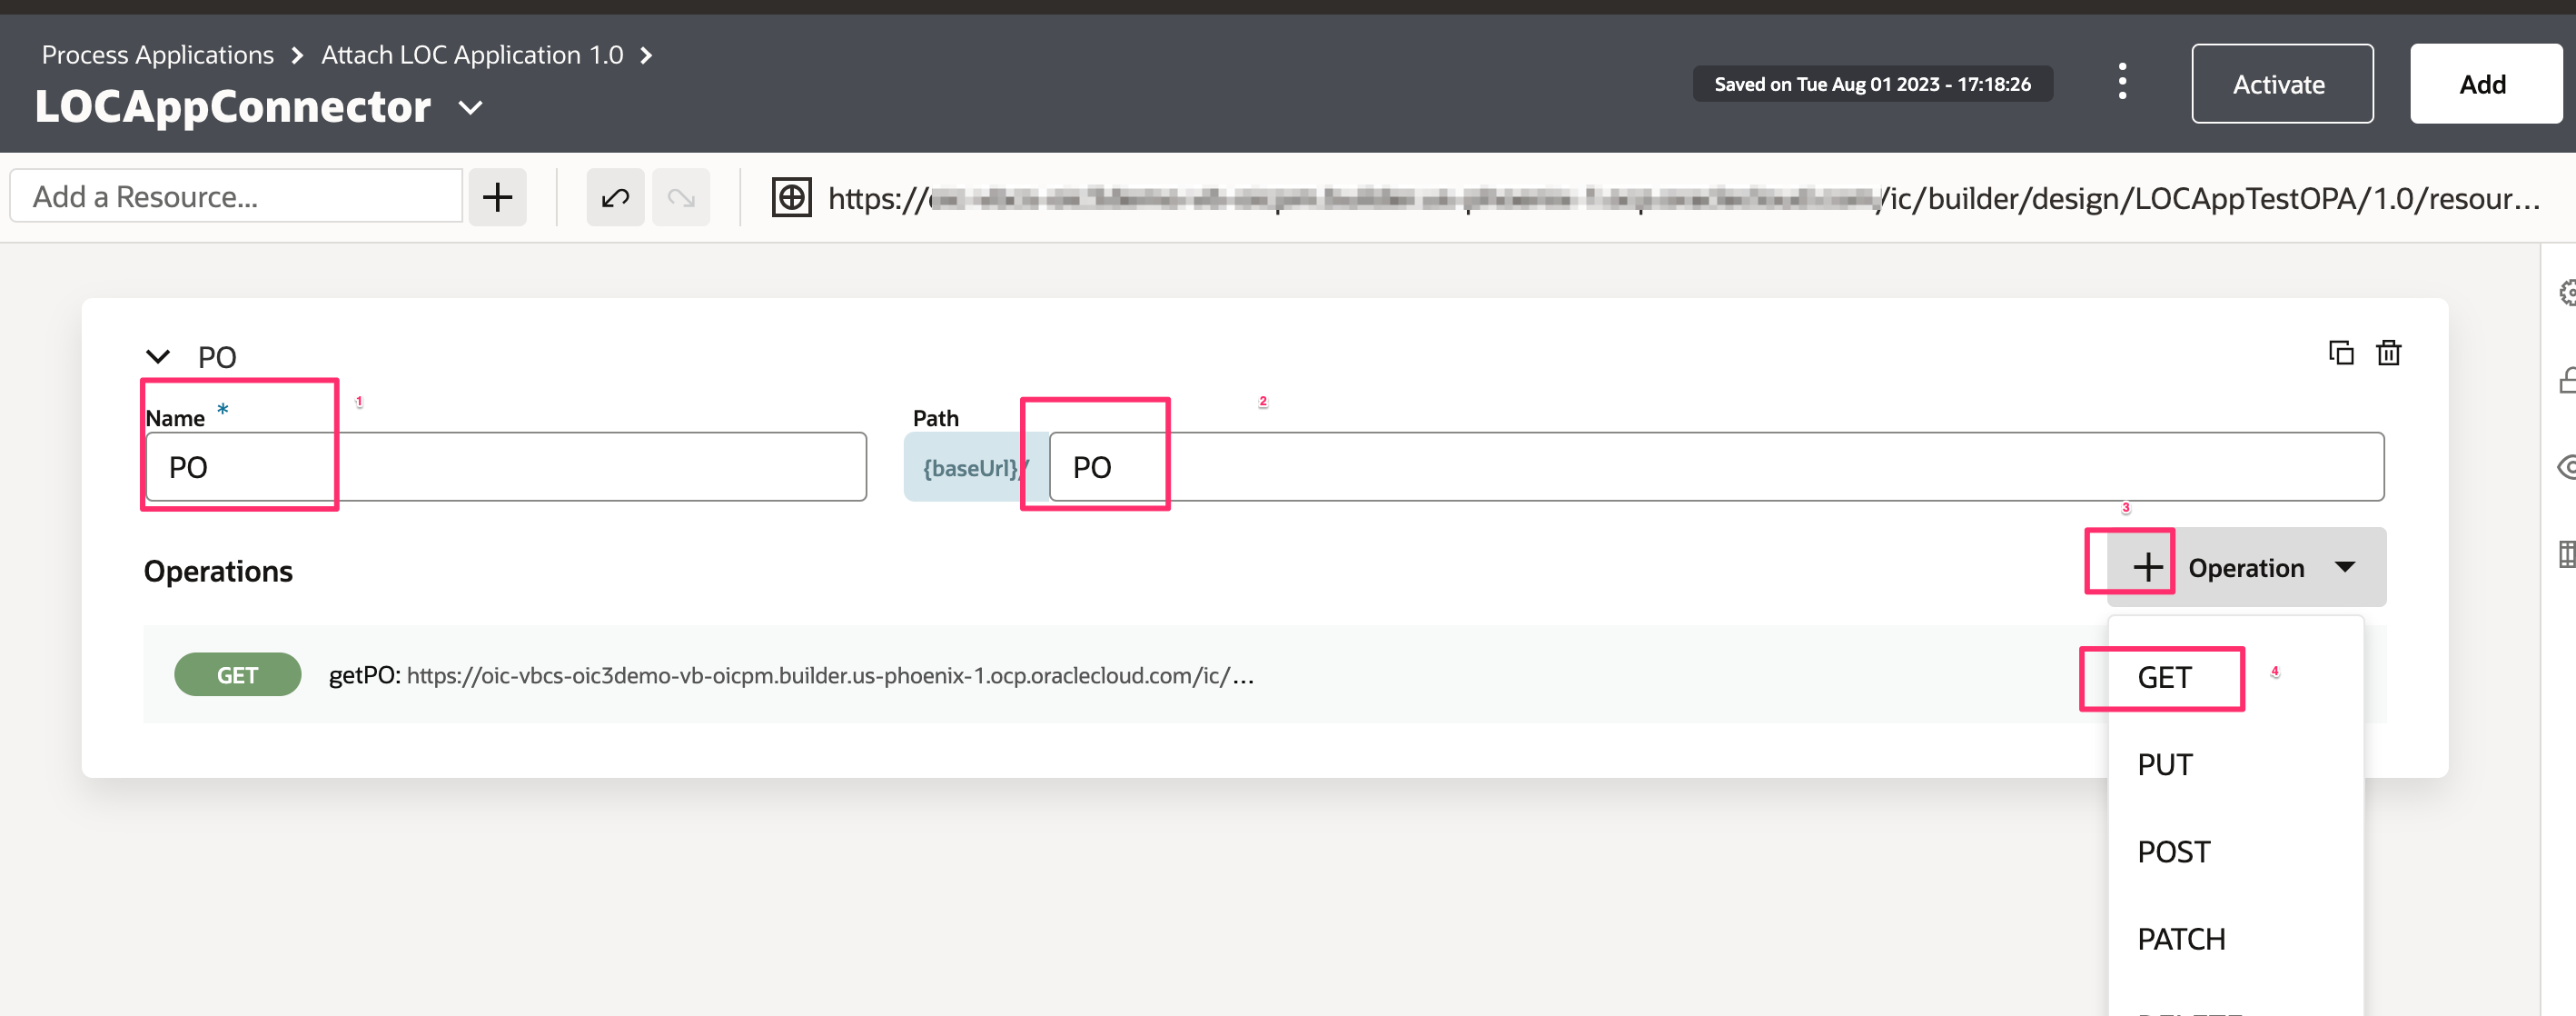 Process Applications > Attach LOC Application 1.0 >
LOCAppConnector
Saved on Tue Aug 01 2023 - 17:18:26
Activate
Add
Add a Resource...
https:// /ic/builder/design/LOCAppTestOPA/1.0/resour...
PO
Name *
1
Path
2
PO
{baseUrl}/
PO
3
Operations
+ Operation
GET
getPO: https://oic-vbcs-oic3demo-vb-oicpm.builder.us-phoenix-1.ocp.oraclecloud.com/ic/...
GET
4
PUT
POST
PATCH